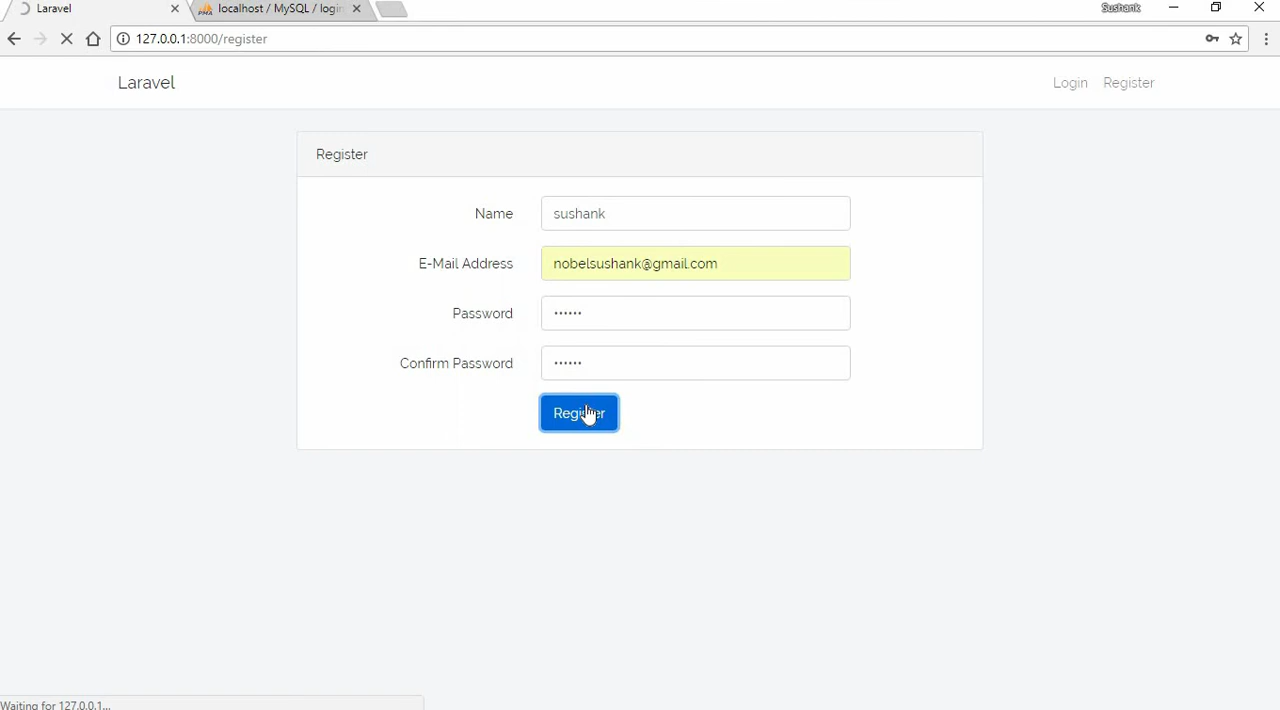 Laravel
localhost / MySQL / login
Sushank
127.0.0.1:8000/register
Laravel
Login
Register
Register
Name
sushank
E-Mail Address
nobelsushank@gmail.com
Password
••••••
Confirm Password
••••••
Register
Waiting for 127.0.0.1...